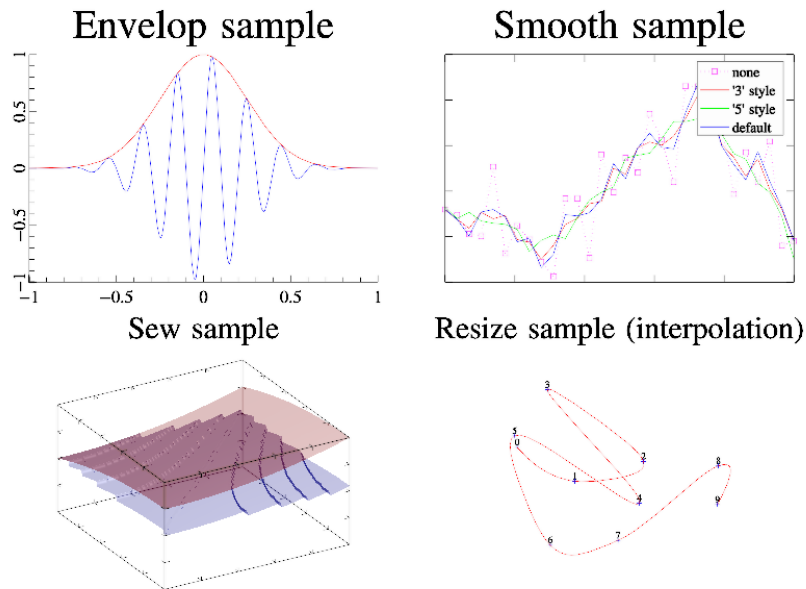 Envelop sample
1
0.5
0
−0.5
−1
−1
−0.5
0
0.5
1
Smooth sample
none
'3' style
'5' style
default
Sew sample
Resize sample (interpolation)
3
5
0
2
8
1
4
9
6
7